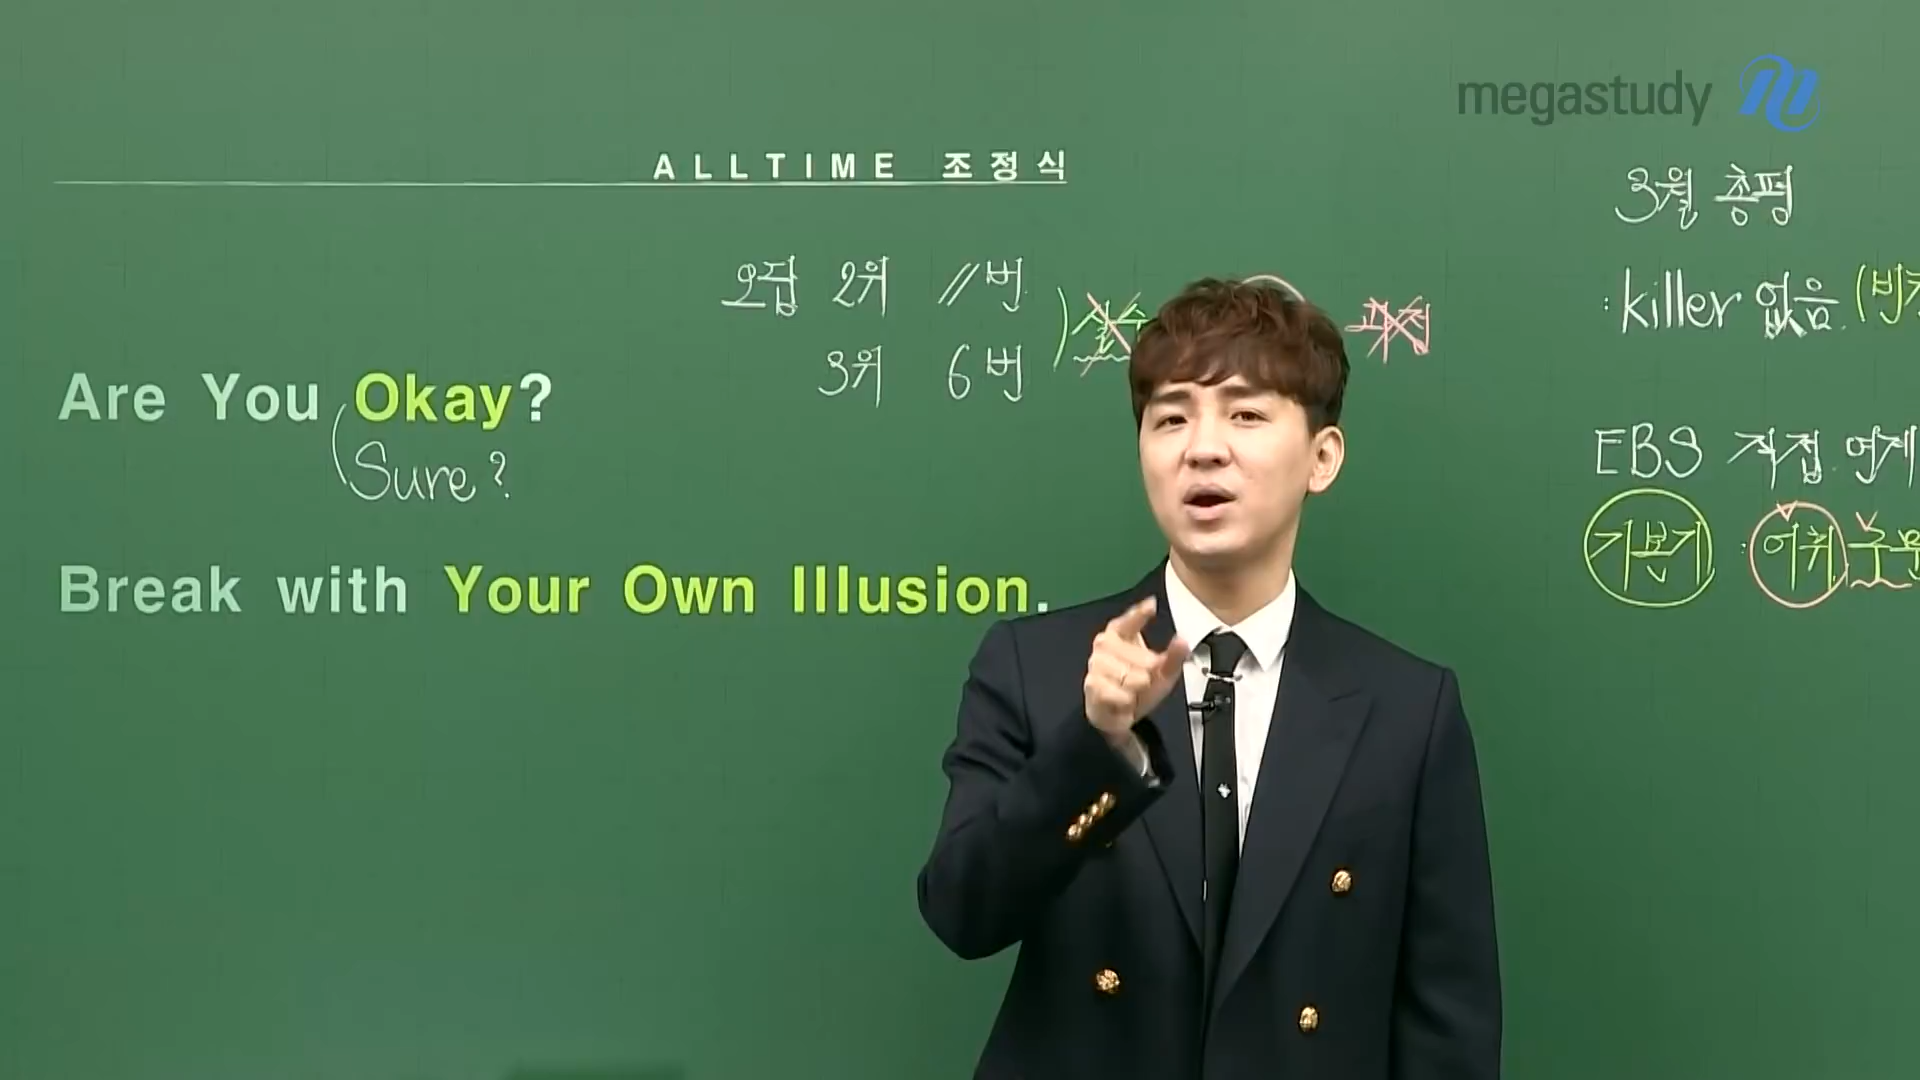 megastudy
ALLTIME 조정식
오답 2위 11번
3위 6번
실수
Are You Okay?
Sure?
Break with Your Own Illusion.
3월 총평
: killer 없음
EBS 직접 연계
기본기 : 어휘